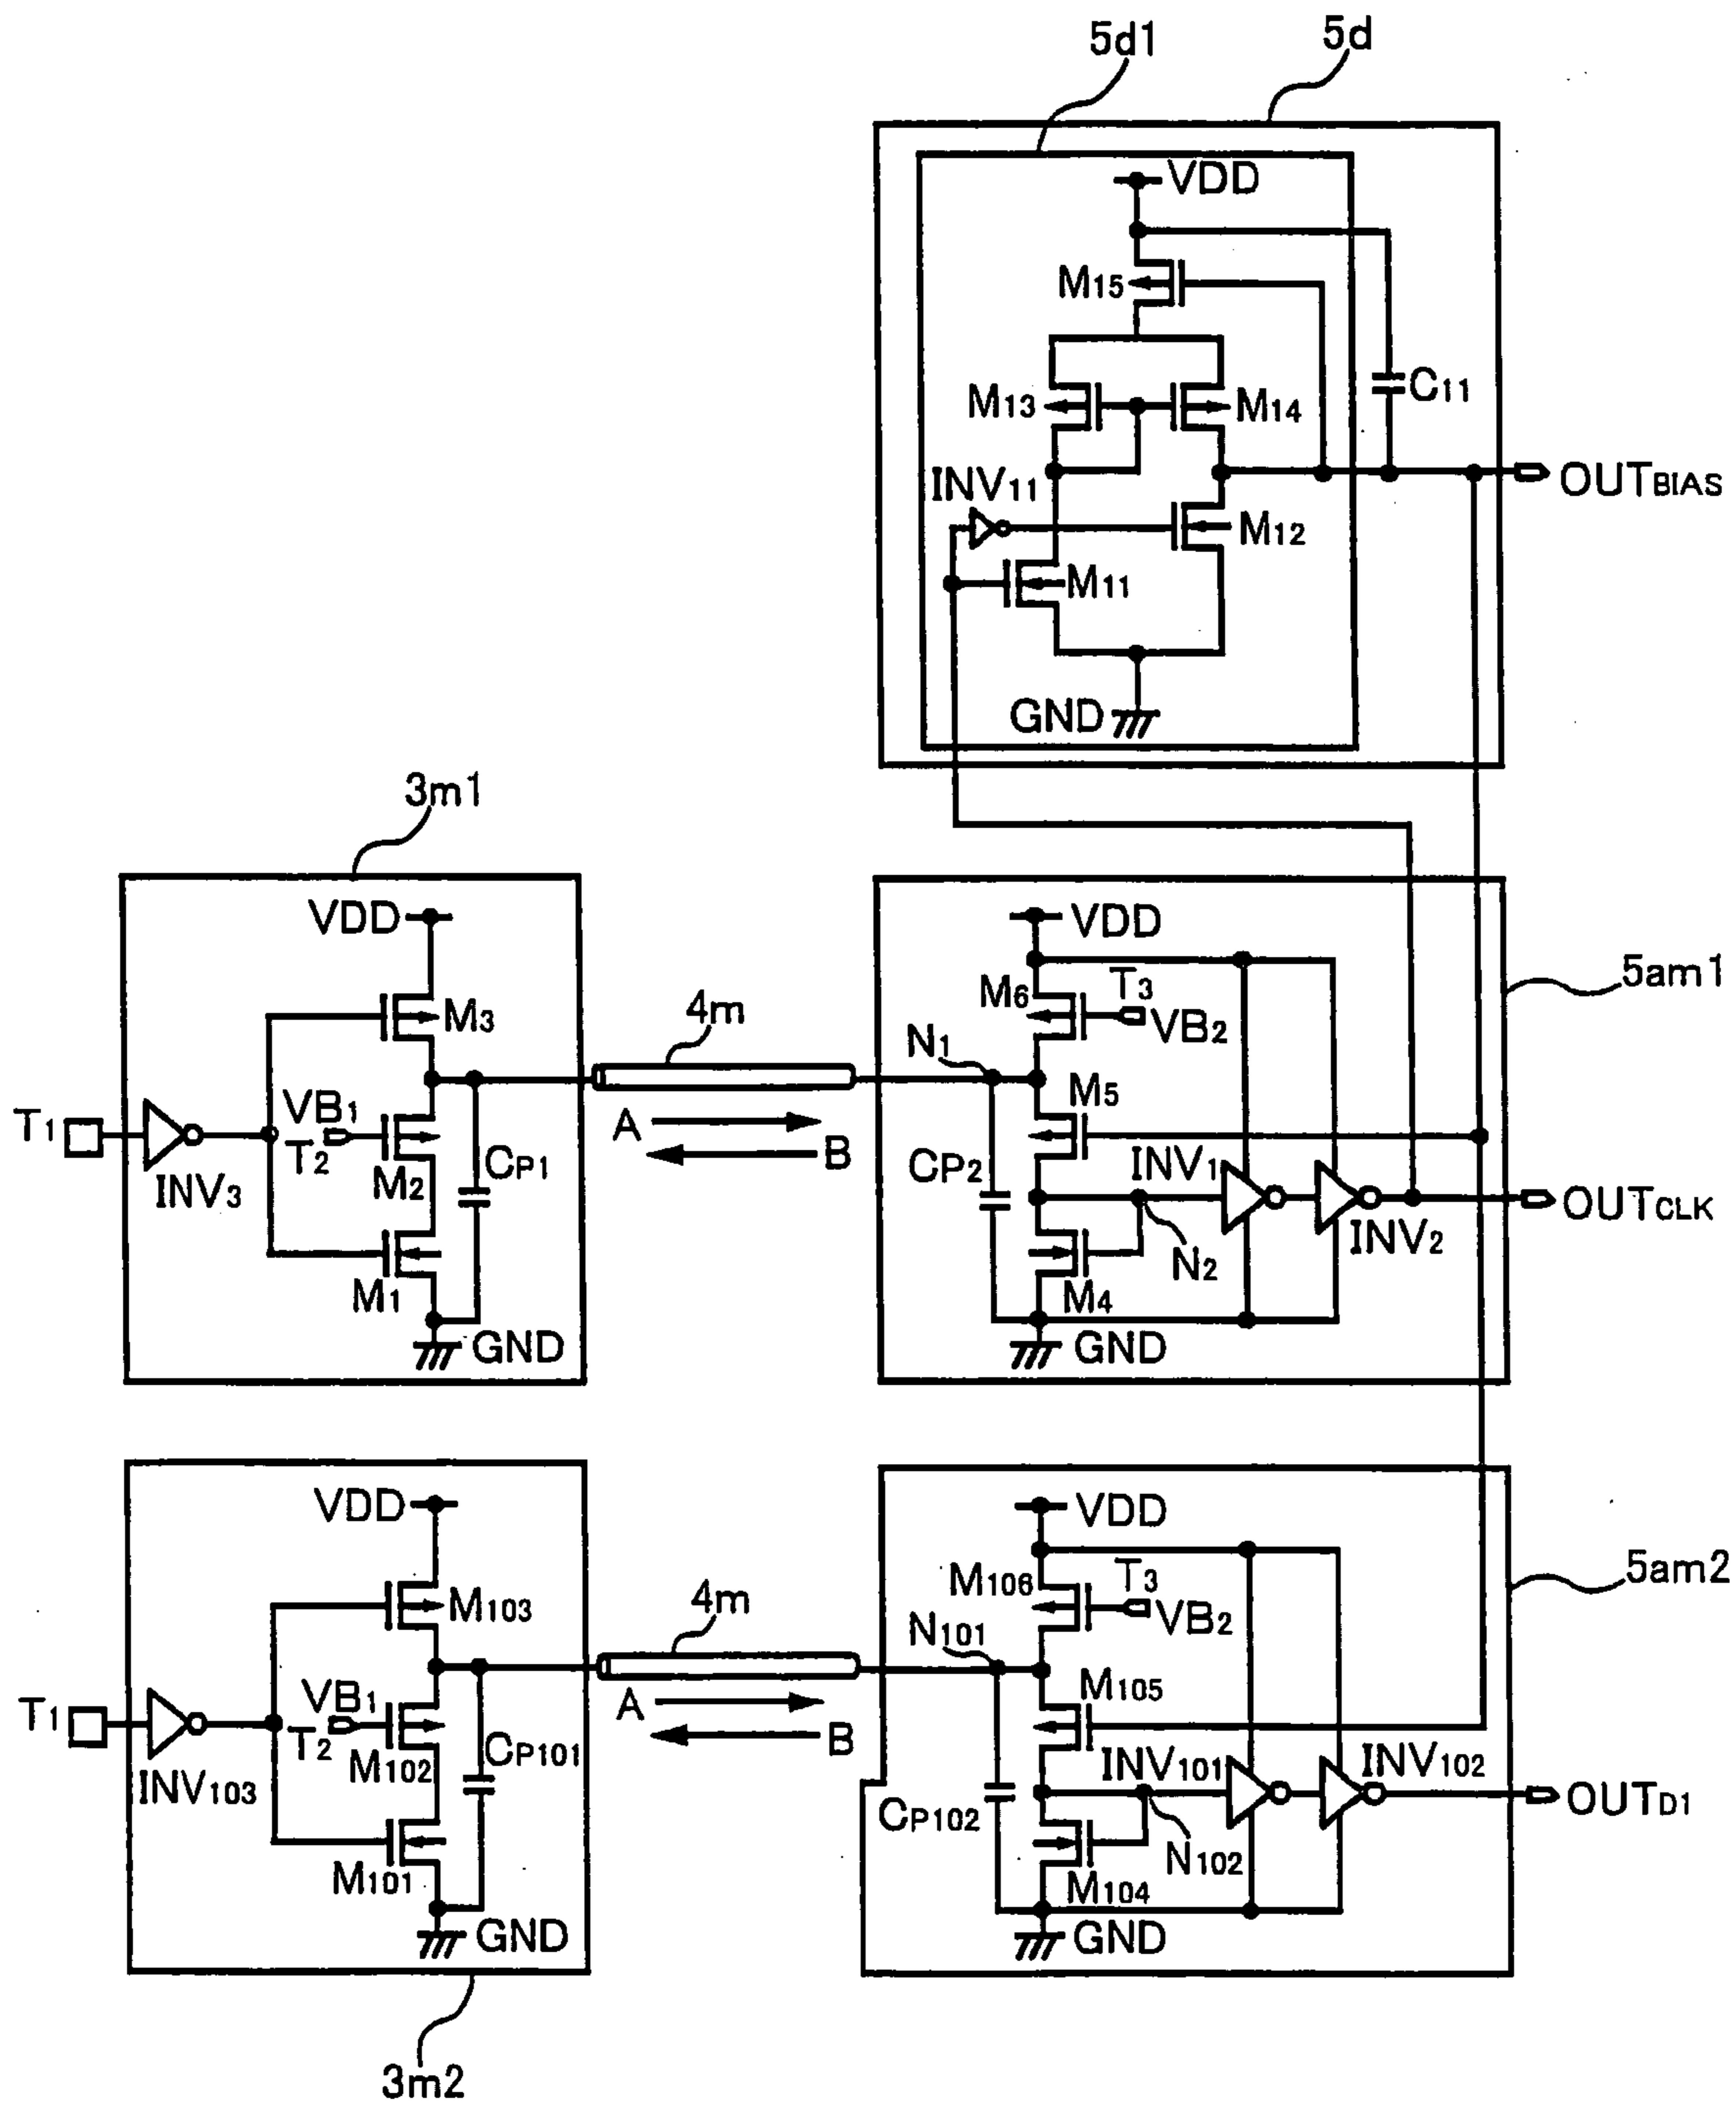 5d1
5d
VDD
M15
M13
M14
C11
INV11
OUTBIAS
M12
M11
GND
3m1
VDD
VDD
5am1
M6
T3
VB2
M3
4m
N1
M5
T1
VB1
T2
A
B
INV3
M2
CP1
CP2
INV1
OUTCLK
INV2
N2
M1
M4
GND
GND
VDD
VDD
5am2
M106
T3
VB2
M103
4m
N101
M105
T1
VB1
T2
A
B
INV103
M102
CP101
CP102
INV101
INV102
OUTD1
N102
M101
M104
GND
GND
3m2